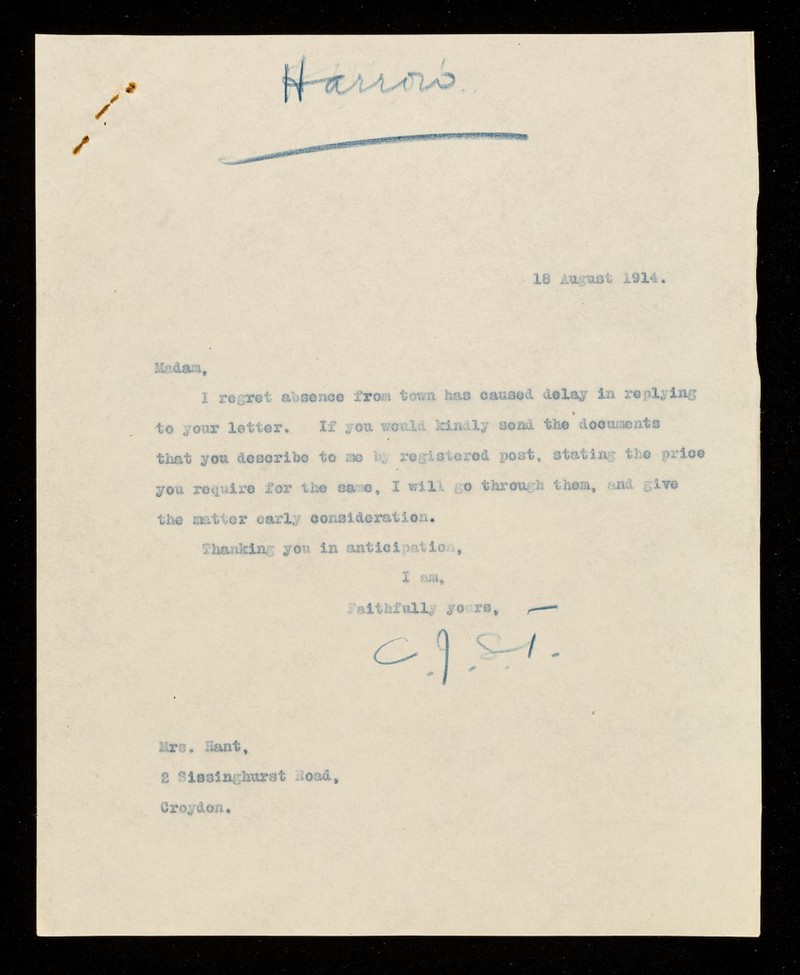 Harrow.
18 August 1914.
Madam,
I regret absence from town has caused delay in replying
to your letter. If you would kindly send the documents
that you describe to me by registered post, stating the price
you require for the same, I will go through them, and give
the matter early consideration.
Thanking you in anticipation,
I am,
Faithfully yours,
C.J.S.T.
Mrs. Hant,
2 Sissinghurst Road,
Croydon.